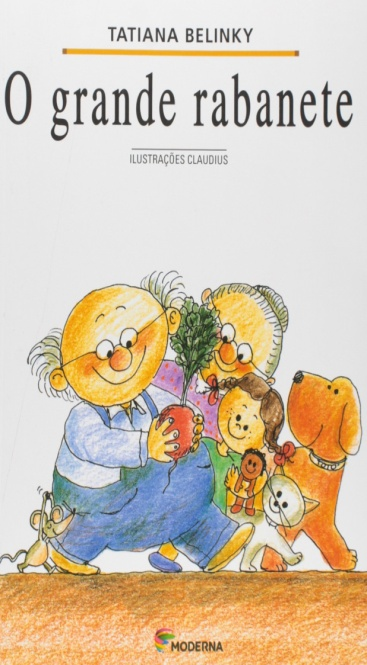 TATIANA BELINKY
O grande rabanete
ILUSTRAÇÕES CLAUDIUS
MODERNA